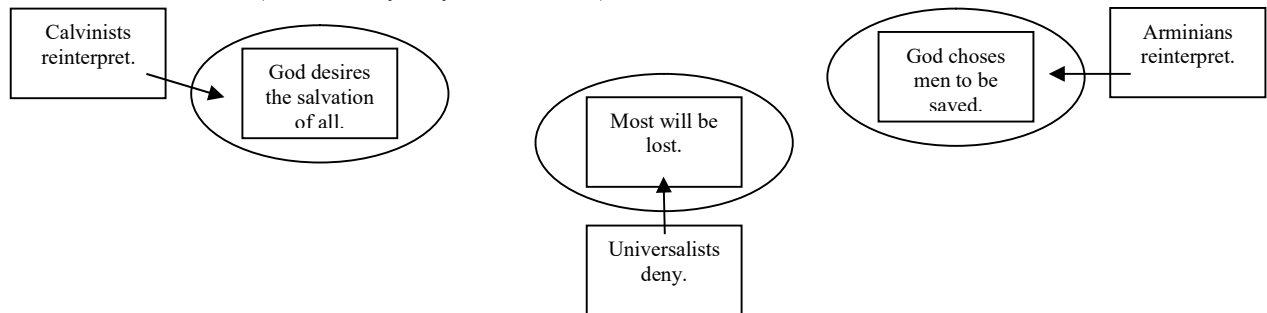 Calvinists
reinterpret.
God desires
the salvation
of all.
Most will be
lost.
Universalists
deny.
God choses
men to be
saved.
Arminians
reinterpret.